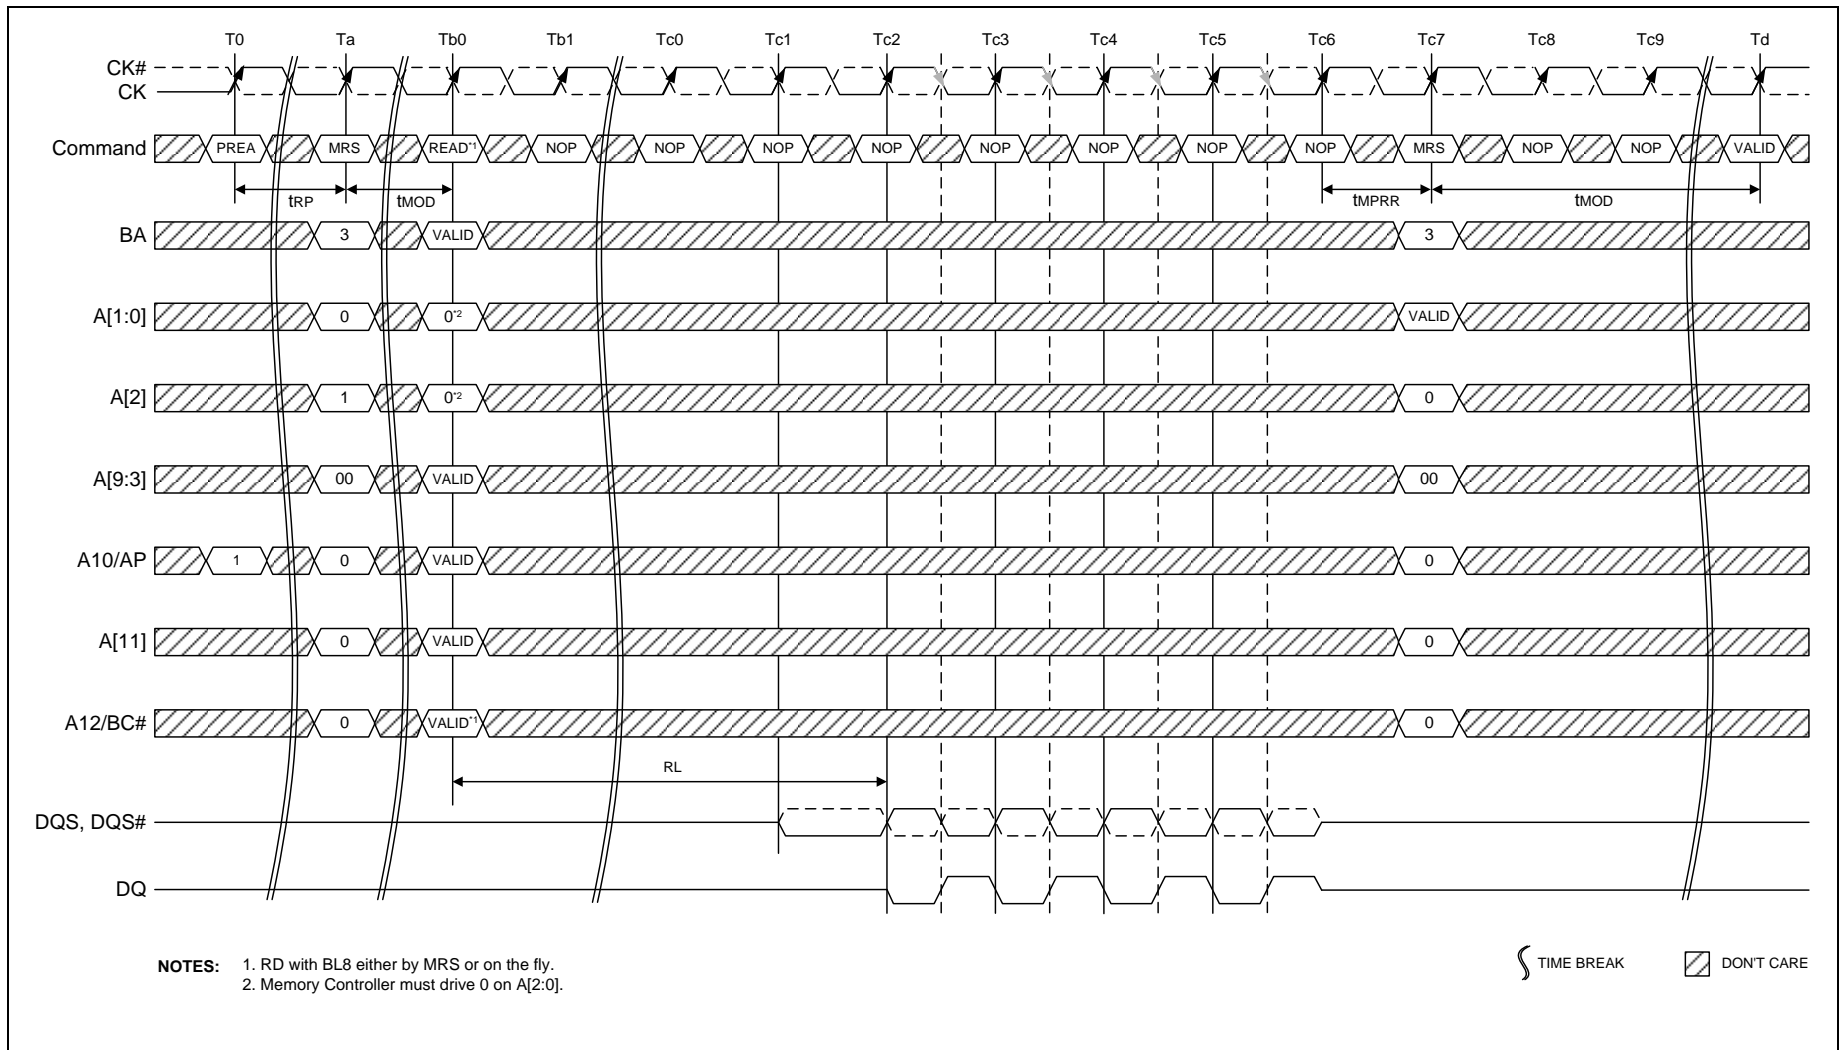 T0 Ta Tb0 Tb1 Tc0 Tc1 Tc2 Tc3 Tc4 Tc5 Tc6 Tc7 Tc8 Tc9 Td
CK#
CK
Command PREA MRS READ*1 NOP NOP NOP NOP NOP NOP NOP NOP MRS NOP NOP VALID
tRP tMOD tMPRR tMOD
BA 3 VALID 3
A[1:0] 0 0*2 VALID
A[2] 1 0*2 0
A[9:3] 00 VALID 00
A10/AP 1 0 VALID 0
A[11] 0 VALID 0
A12/BC# 0 VALID*1 0
RL
DQS, DQS#
DQ
NOTES: 1. RD with BL8 either by MRS or on the fly.
2. Memory Controller must drive 0 on A[2:0].
TIME BREAK DON'T CARE